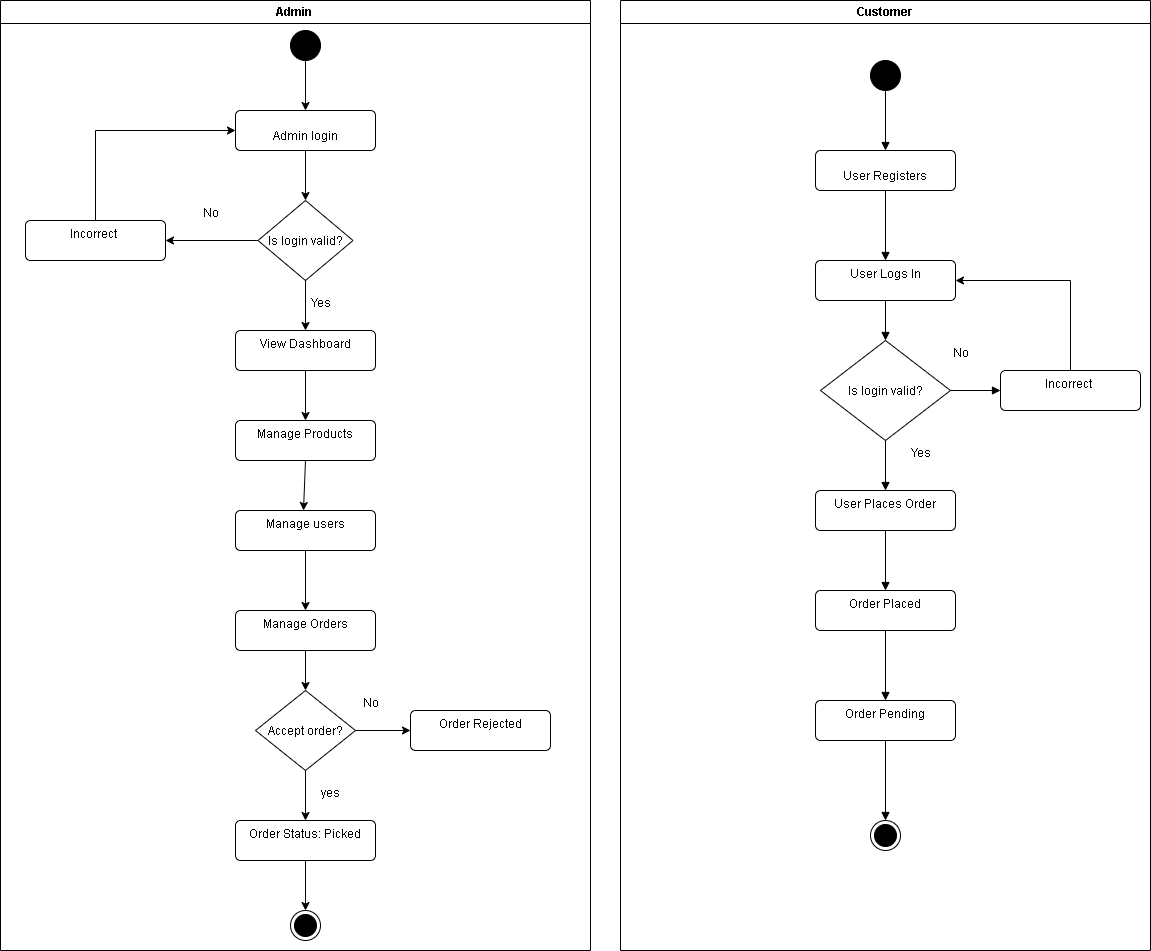 Admin
Admin login
No
Incorrect
Is login valid?
Yes
View Dashboard
Manage Products
Manage users
Manage Orders
No
Accept order?
Order Rejected
yes
Order Status: Picked
Customer
User Registers
User Logs In
No
Is login valid?
Incorrect
Yes
User Places Order
Order Placed
Order Pending